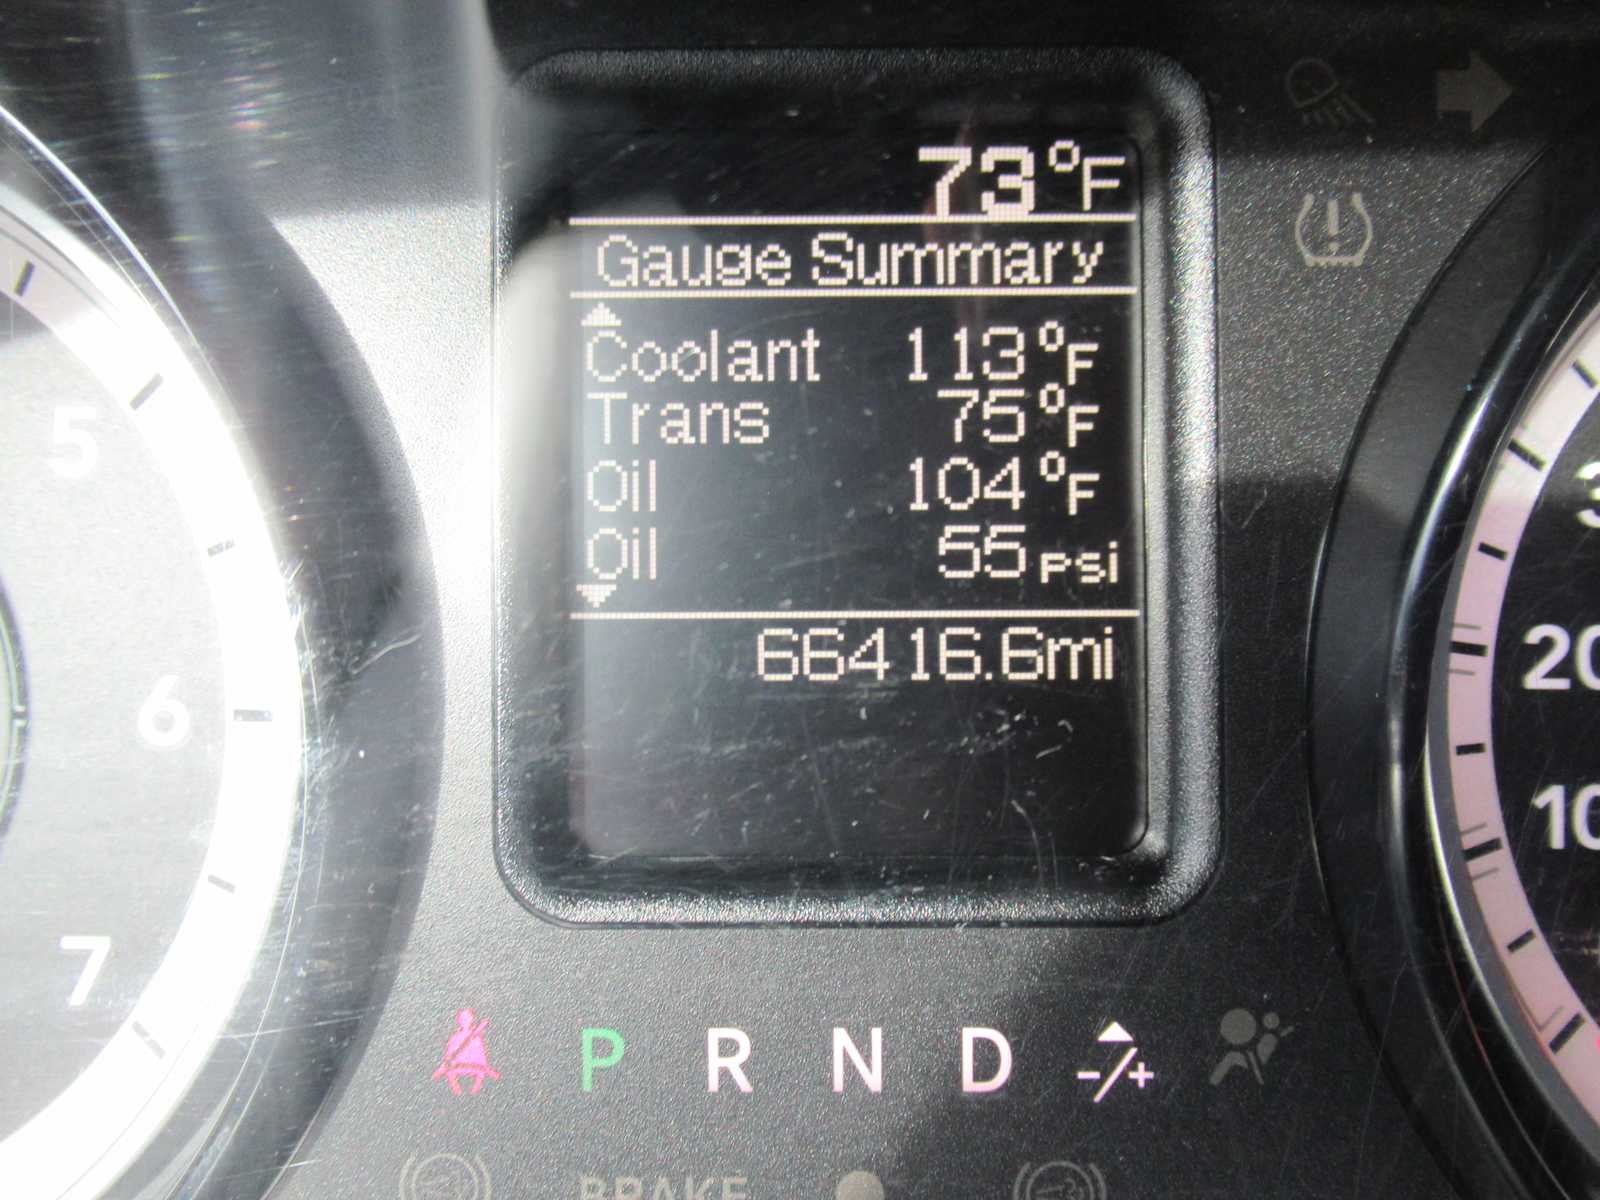 73°F
Gauge Summary
Coolant 113°F
Trans 75°F
Oil 104°F
Oil 55 psi
66416.6mi
5
6
7
20
10
P R N D -/+
BRAKE